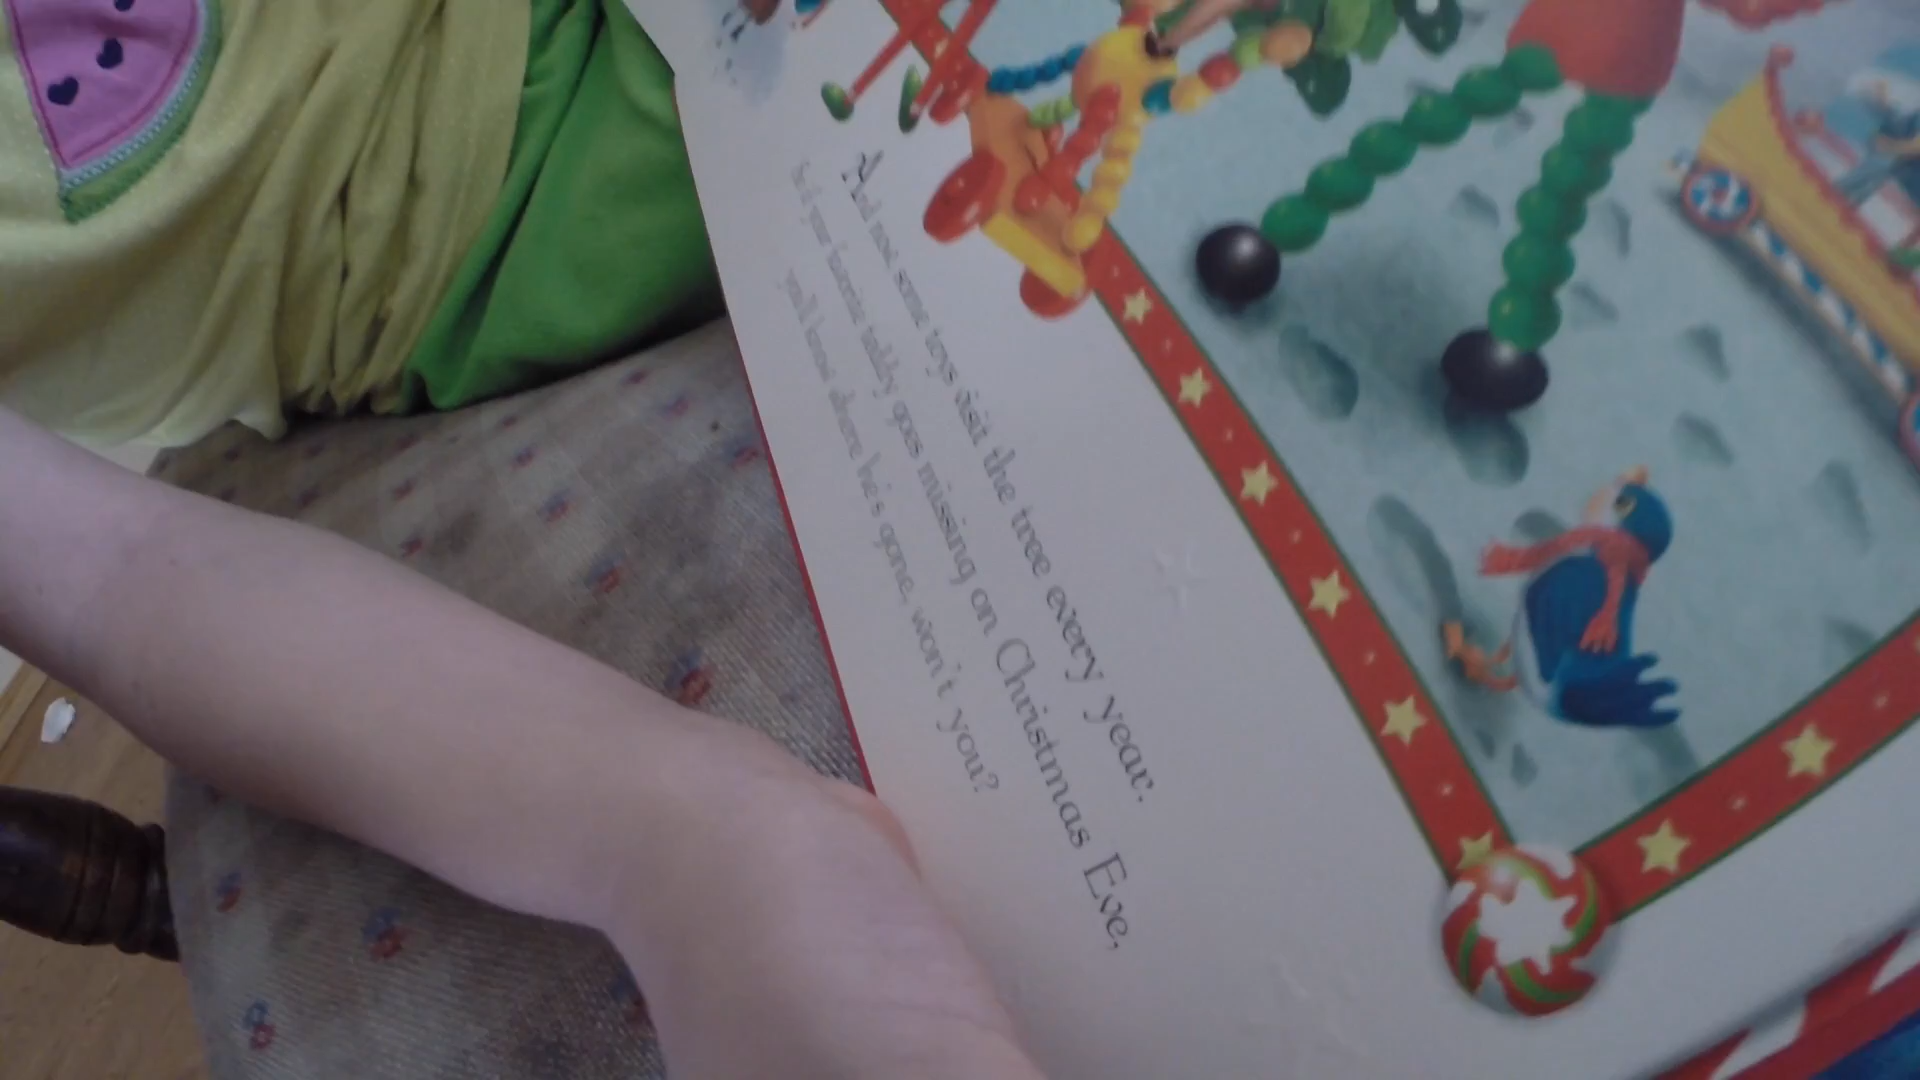 And now some toys visit the tree every year.
So if your favorite teddy goes missing on Christmas Eve,
you'll know where he's gone, won't you?